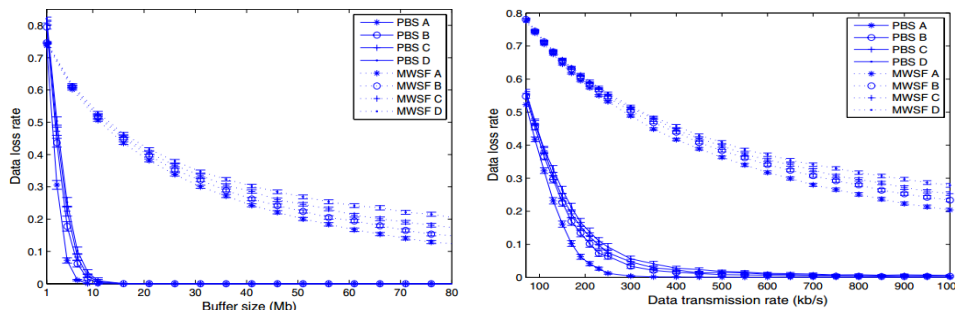 0.8
0.7
0.6
0.5
0.4
0.3
0.2
0.1
0
Data loss rate
1 10 20 30 40 50 60 70 80
Buffer size (Mb)
PBS A
PBS B
PBS C
PBS D
MWSF A
MWSF B
MWSF C
MWSF D
0.8
0.7
0.6
0.5
0.4
0.3
0.2
0.1
0
Data loss rate
100 200 300 400 500 600 700 800 900 1000
Data transmission rate (kb/s)
PBS A
PBS B
PBS C
PBS D
MWSF A
MWSF B
MWSF C
MWSF D